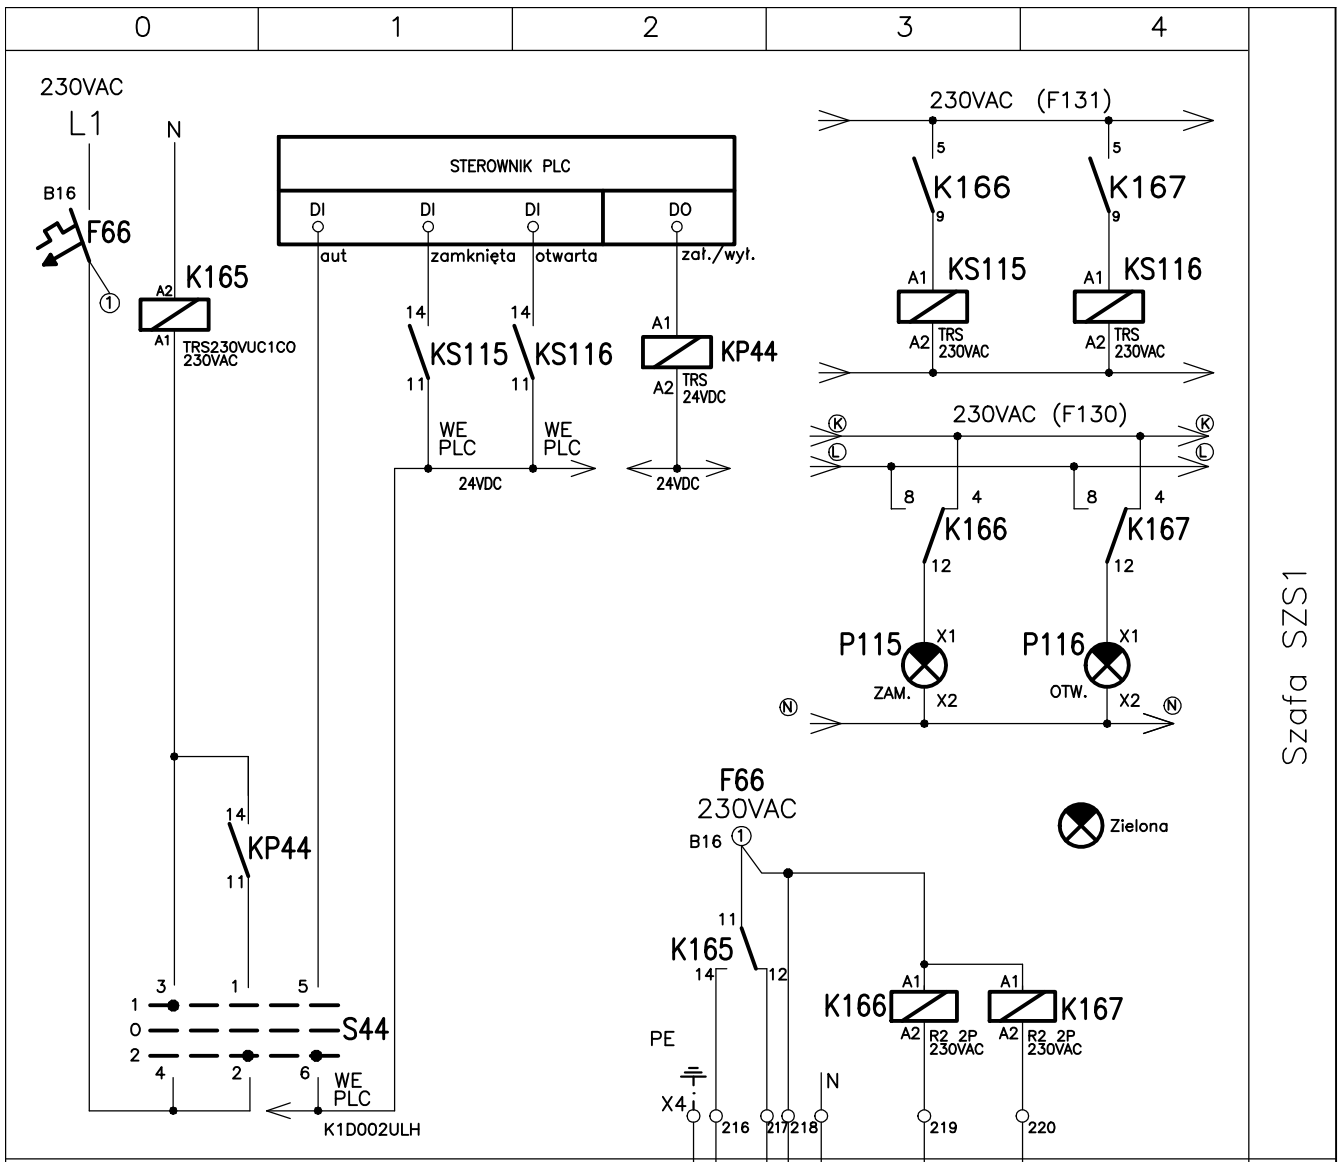 0 1 2 3 4
230VAC
L1
N
B16
F66
1
K165
A2
A1
TRS230VUC1CO
230VAC
STEROWNIK PLC
DI DI DI DO
aut zamknięta otwarta zał./wył.
14 14
KS115 KS116
11 11
A1
KP44
A2 TRS
24VDC
WE
PLC
WE
PLC
24VDC 24VDC
230VAC (F131)
5 5
K166 K167
9 9
A1 KS115 A1 KS116
A2 TRS
230VAC
A2 TRS
230VAC
230VAC (F130)
K K
L L
8 4 8 4
K166 K167
12 12
P115 X1 P116 X1
ZAM. X2 OTW. X2
N N
Szafa SZS1
Zielona
14
KP44
11
3 1 5
1
0 S44
2
4 2 6
WE
PLC
K1D002ULH
F66
230VAC
B16 1
11
K165
14 12
A1 A1
K166 K167
A2 R2 2P
230VAC
A2 R2 2P
230VAC
PE
N
X4
216 217 218 219 220